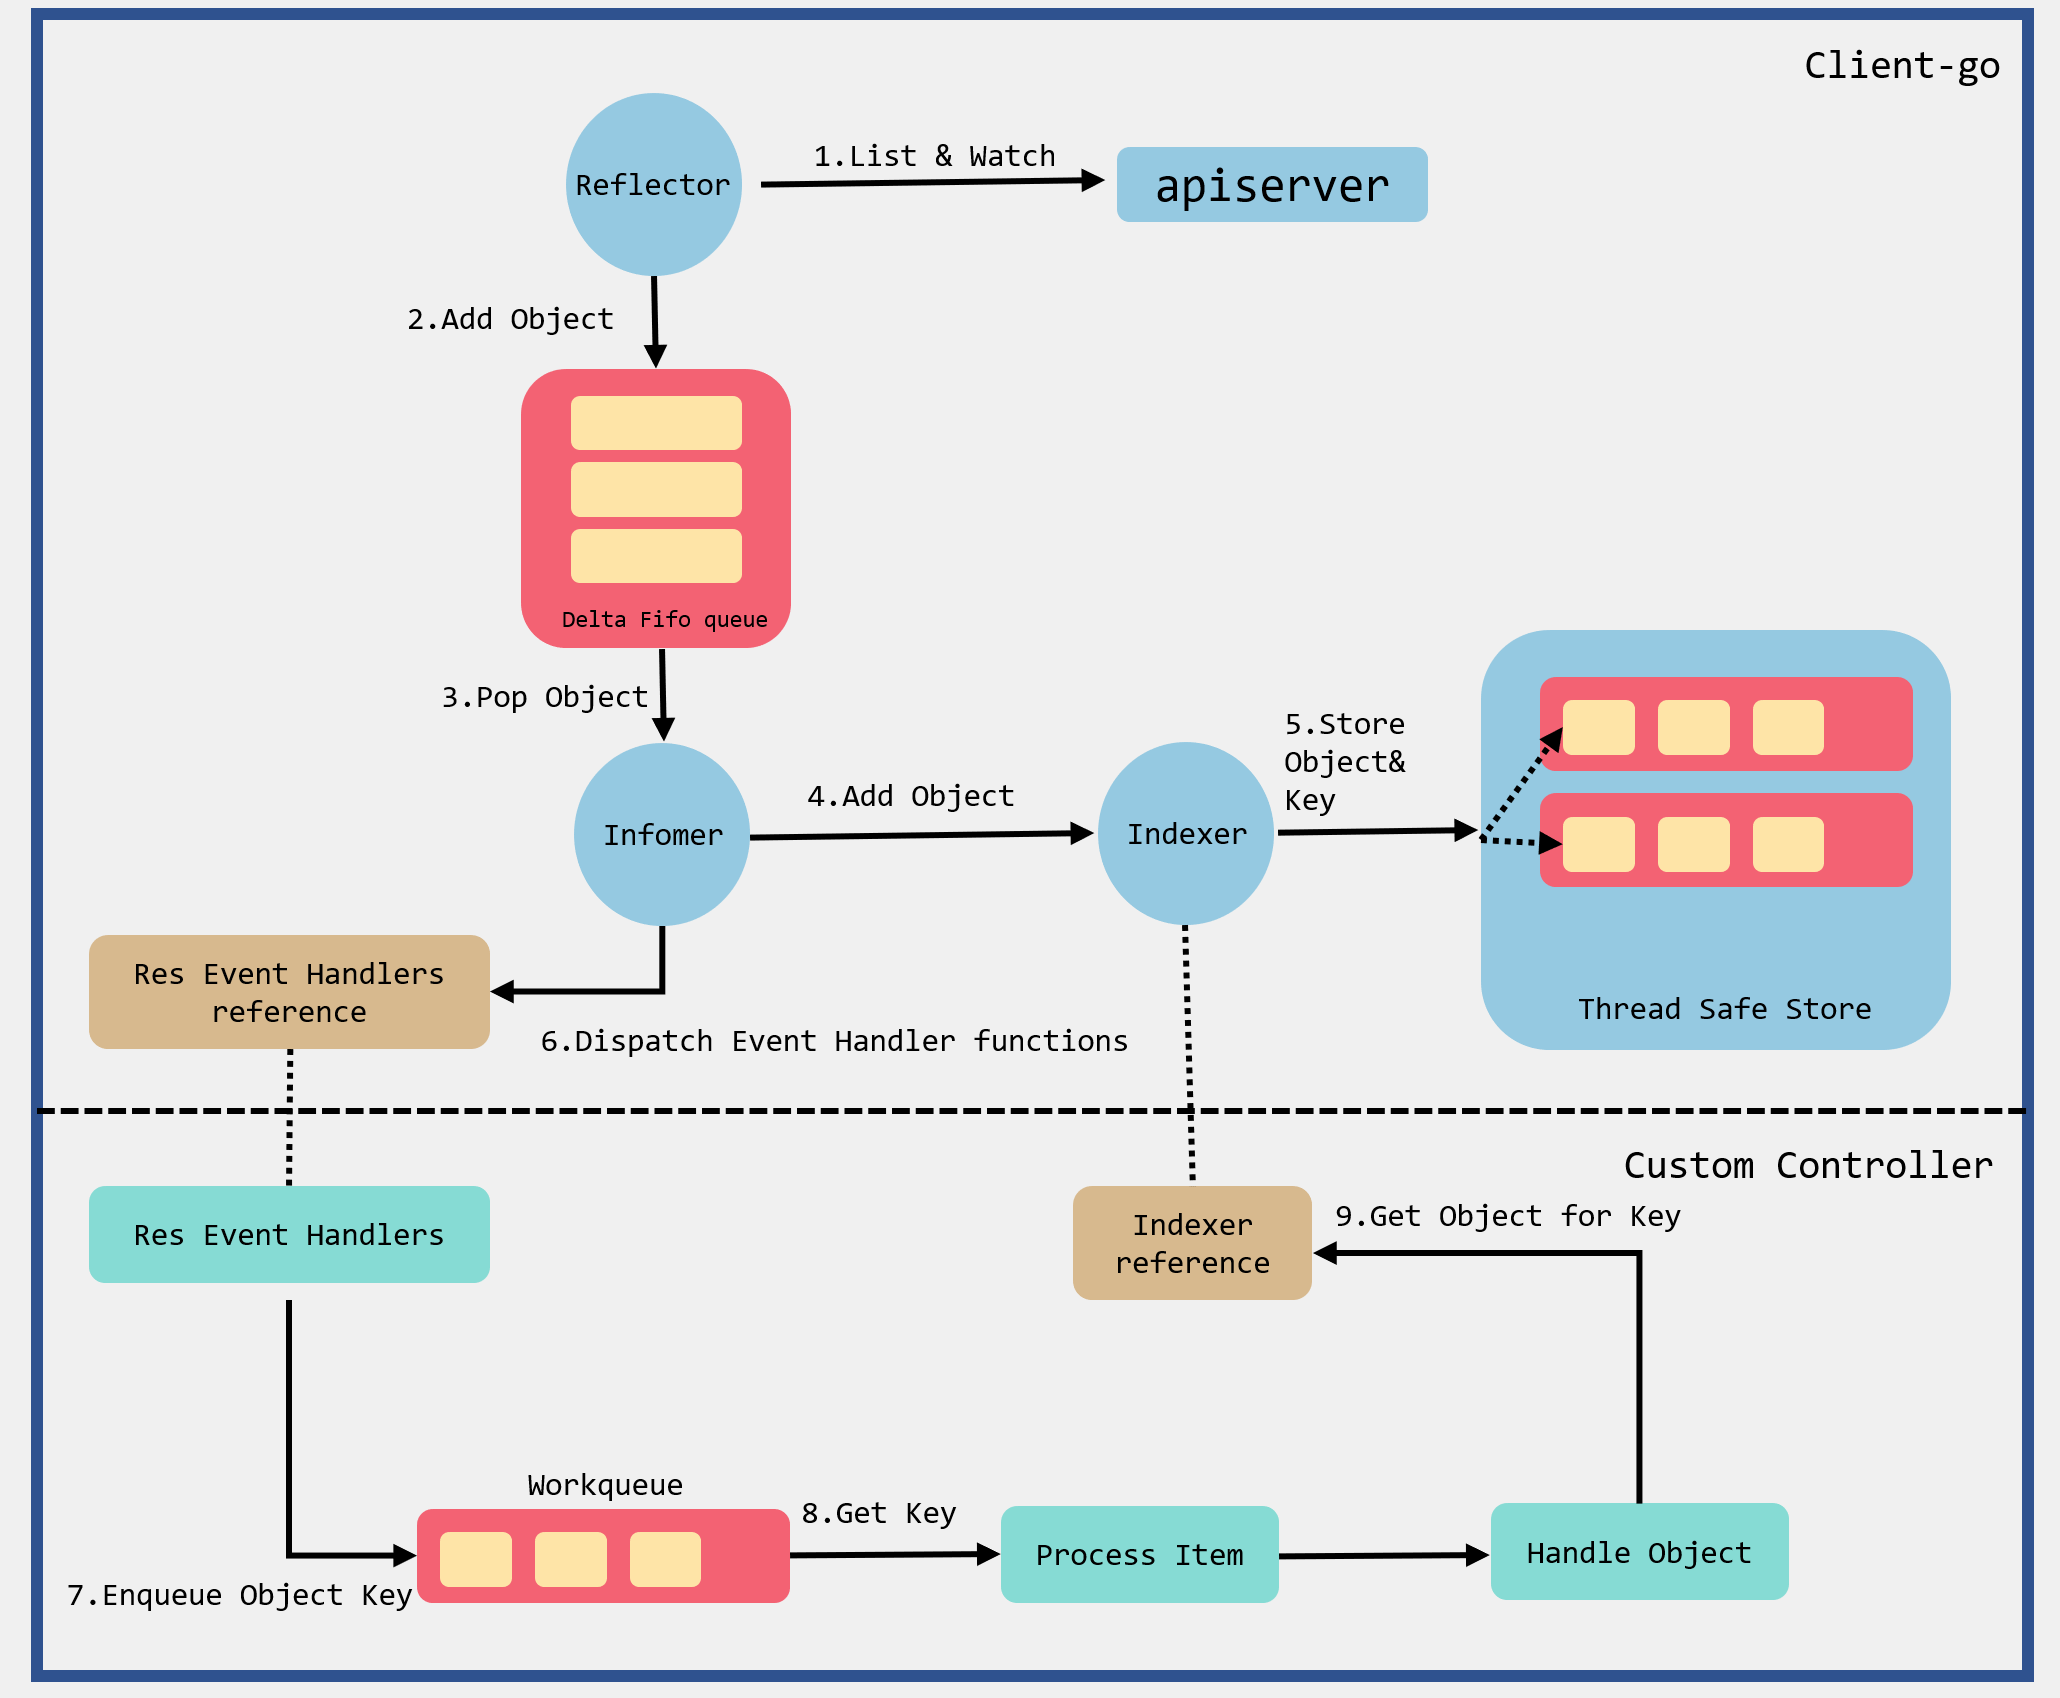 Client-go
Reflector
1.List & Watch
apiserver
2.Add Object
Delta Fifo queue
3.Pop Object
Infomer
4.Add Object
Indexer
5.Store
Object&
Key
Thread Safe Store
Res Event Handlers
reference
6.Dispatch Event Handler functions
Custom Controller
Res Event Handlers
Indexer
reference
9.Get Object for Key
Workqueue
7.Enqueue Object Key
8.Get Key
Process Item
Handle Object